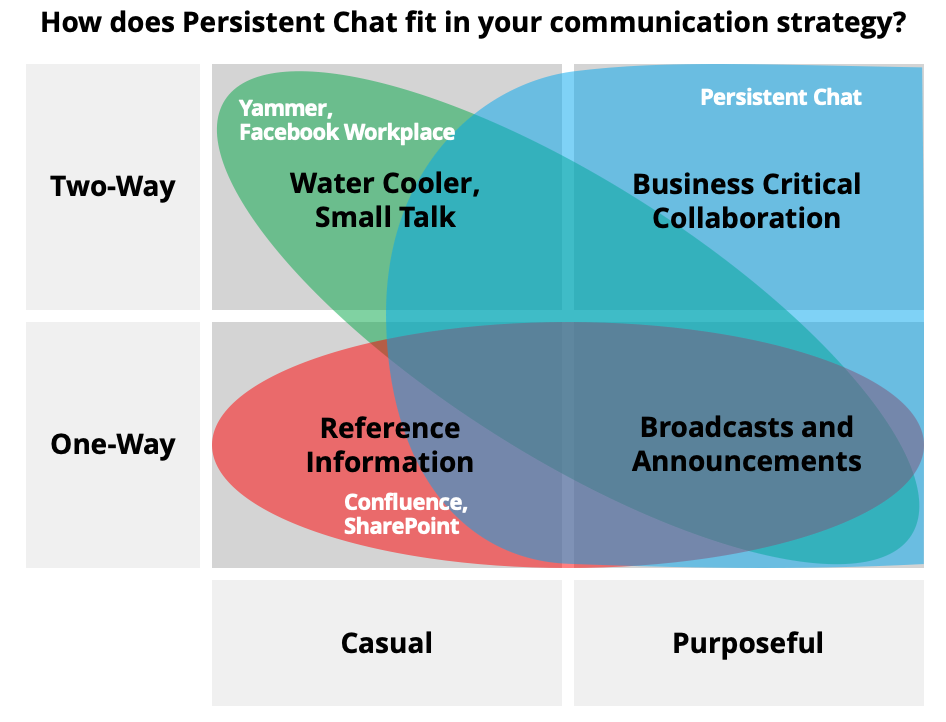 How does Persistent Chat fit in your communication strategy?
Two-Way
Yammer,
Facebook Workplace
Water Cooler,
Small Talk
Persistent Chat
Business Critical
Collaboration
One-Way
Reference
Information
Confluence,
SharePoint
Broadcasts and
Announcements
Casual
Purposeful